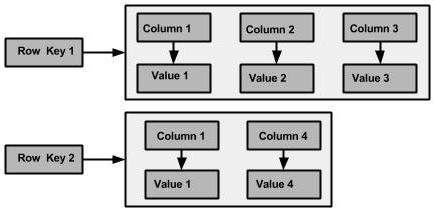 Column 1 Column 2 Column 3
Row Key 1
Value 1 Value 2 Value 3
Column 1 Column 4
Row Key 2
Value 1 Value 4